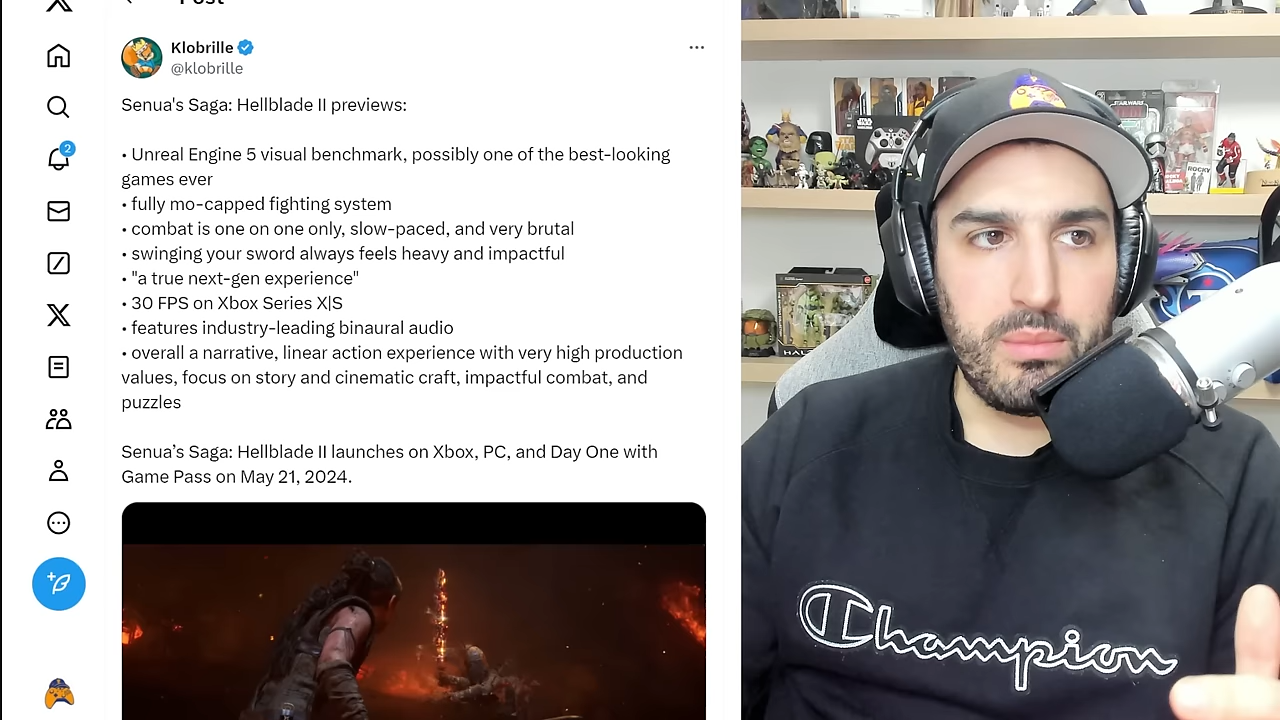 Post
Klobrille
@klobrille
Senua's Saga: Hellblade II previews:
• Unreal Engine 5 visual benchmark, possibly one of the best-looking
games ever
• fully mo-capped fighting system
• combat is one on one only, slow-paced, and very brutal
• swinging your sword always feels heavy and impactful
• "a true next-gen experience"
• 30 FPS on Xbox Series X|S
• features industry-leading binaural audio
• overall a narrative, linear action experience with very high production
values, focus on story and cinematic craft, impactful combat, and
puzzles
Senua’s Saga: Hellblade II launches on Xbox, PC, and Day One with
Game Pass on May 21, 2024.
2
STAR WARS
ROCKY
HALO
Champion